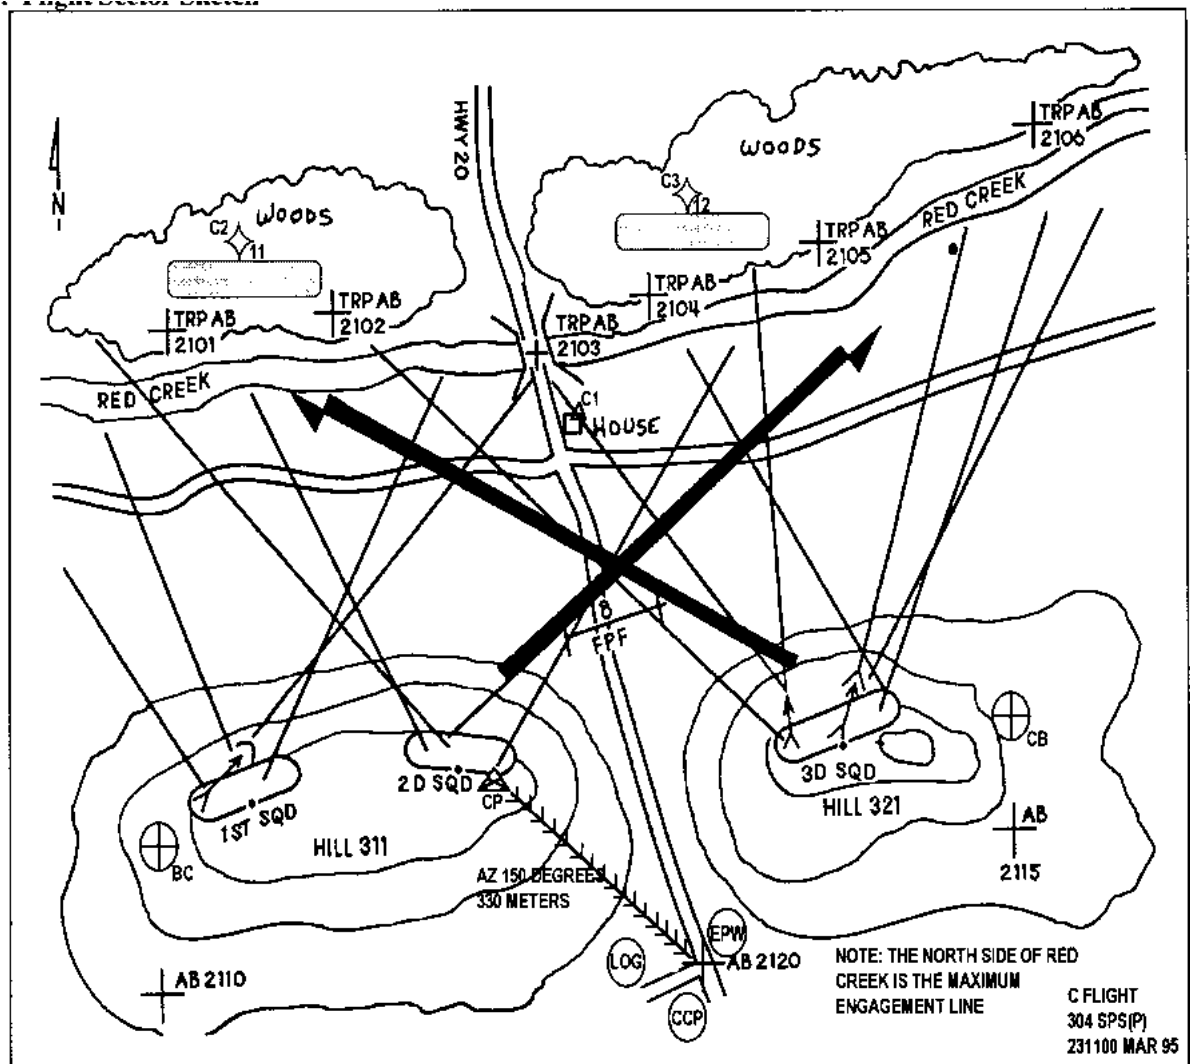 Flight Sector Sketch
HWY 20
N
WOODS
C2
11
WOODS
C3
12
TRP AB
2106
RED CREEK
TRP AB
2105
TRP AB
2104
TRP AB
2101
TRP AB
2102
TRP AB
2103
RED CREEK
C1
HOUSE
8
FPF
1ST SQD
2D SQD
CP
3D SQD
CB
HILL 311
HILL 321
BC
AB
2115
AZ 150 DEGREES
330 METERS
EPW
LOG
AB 2120
CCP
AB 2110
NOTE: THE NORTH SIDE OF RED
CREEK IS THE MAXIMUM
ENGAGEMENT LINE
C FLIGHT
304 SPS(P)
231100 MAR 95